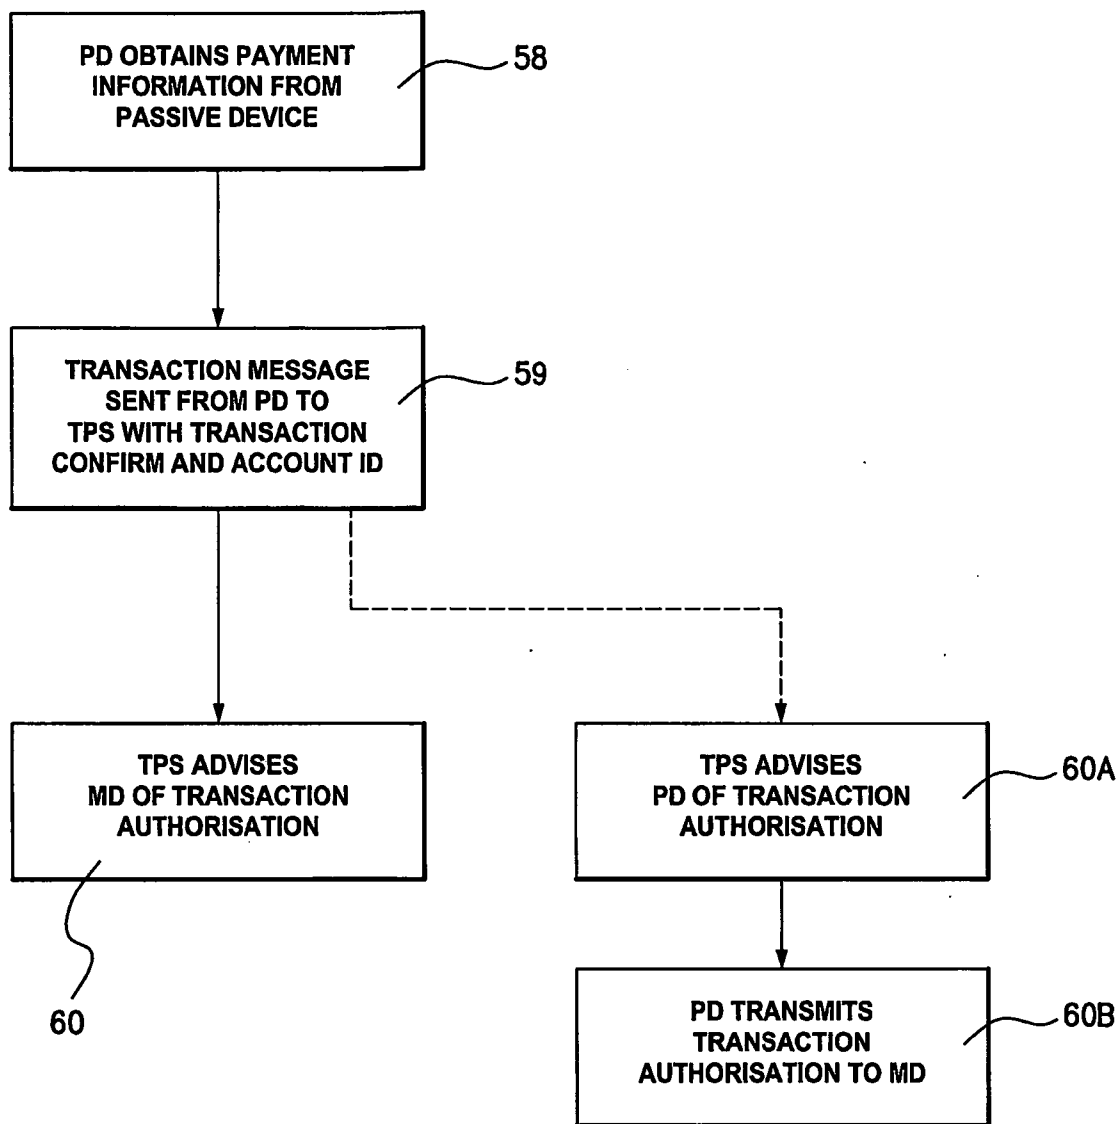 PD OBTAINS PAYMENT
INFORMATION FROM
PASSIVE DEVICE
58
TRANSACTION MESSAGE
SENT FROM PD TO
TPS WITH TRANSACTION
CONFIRM AND ACCOUNT ID
59
TPS ADVISES
MD OF TRANSACTION
AUTHORISATION
60
TPS ADVISES
PD OF TRANSACTION
AUTHORISATION
60A
PD TRANSMITS
TRANSACTION
AUTHORISATION TO MD
60B